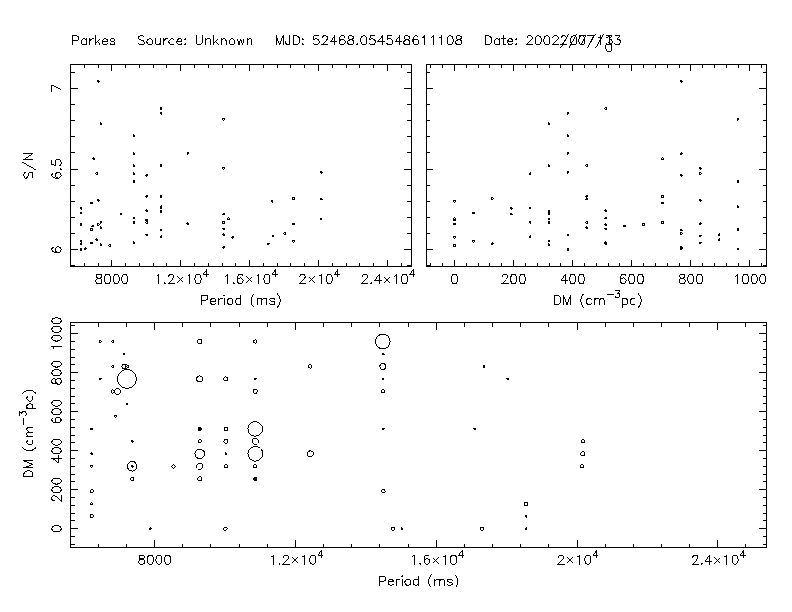 Parkes Source: Unknown MJD: 52468.054548611108 Date:
7
6.5
6
S/N
8000 1.2×10⁴ 1.6×10⁴ 2×10⁴ 2.4×10⁴
Period (ms)
0 200 400 600 800 1000
DM (cm⁻³pc)
1000
800
600
400
200
0
DM (cm⁻³pc)
8000 1.2×10⁴ 1.6×10⁴ 2×10⁴ 2.4×10⁴
Period (ms)